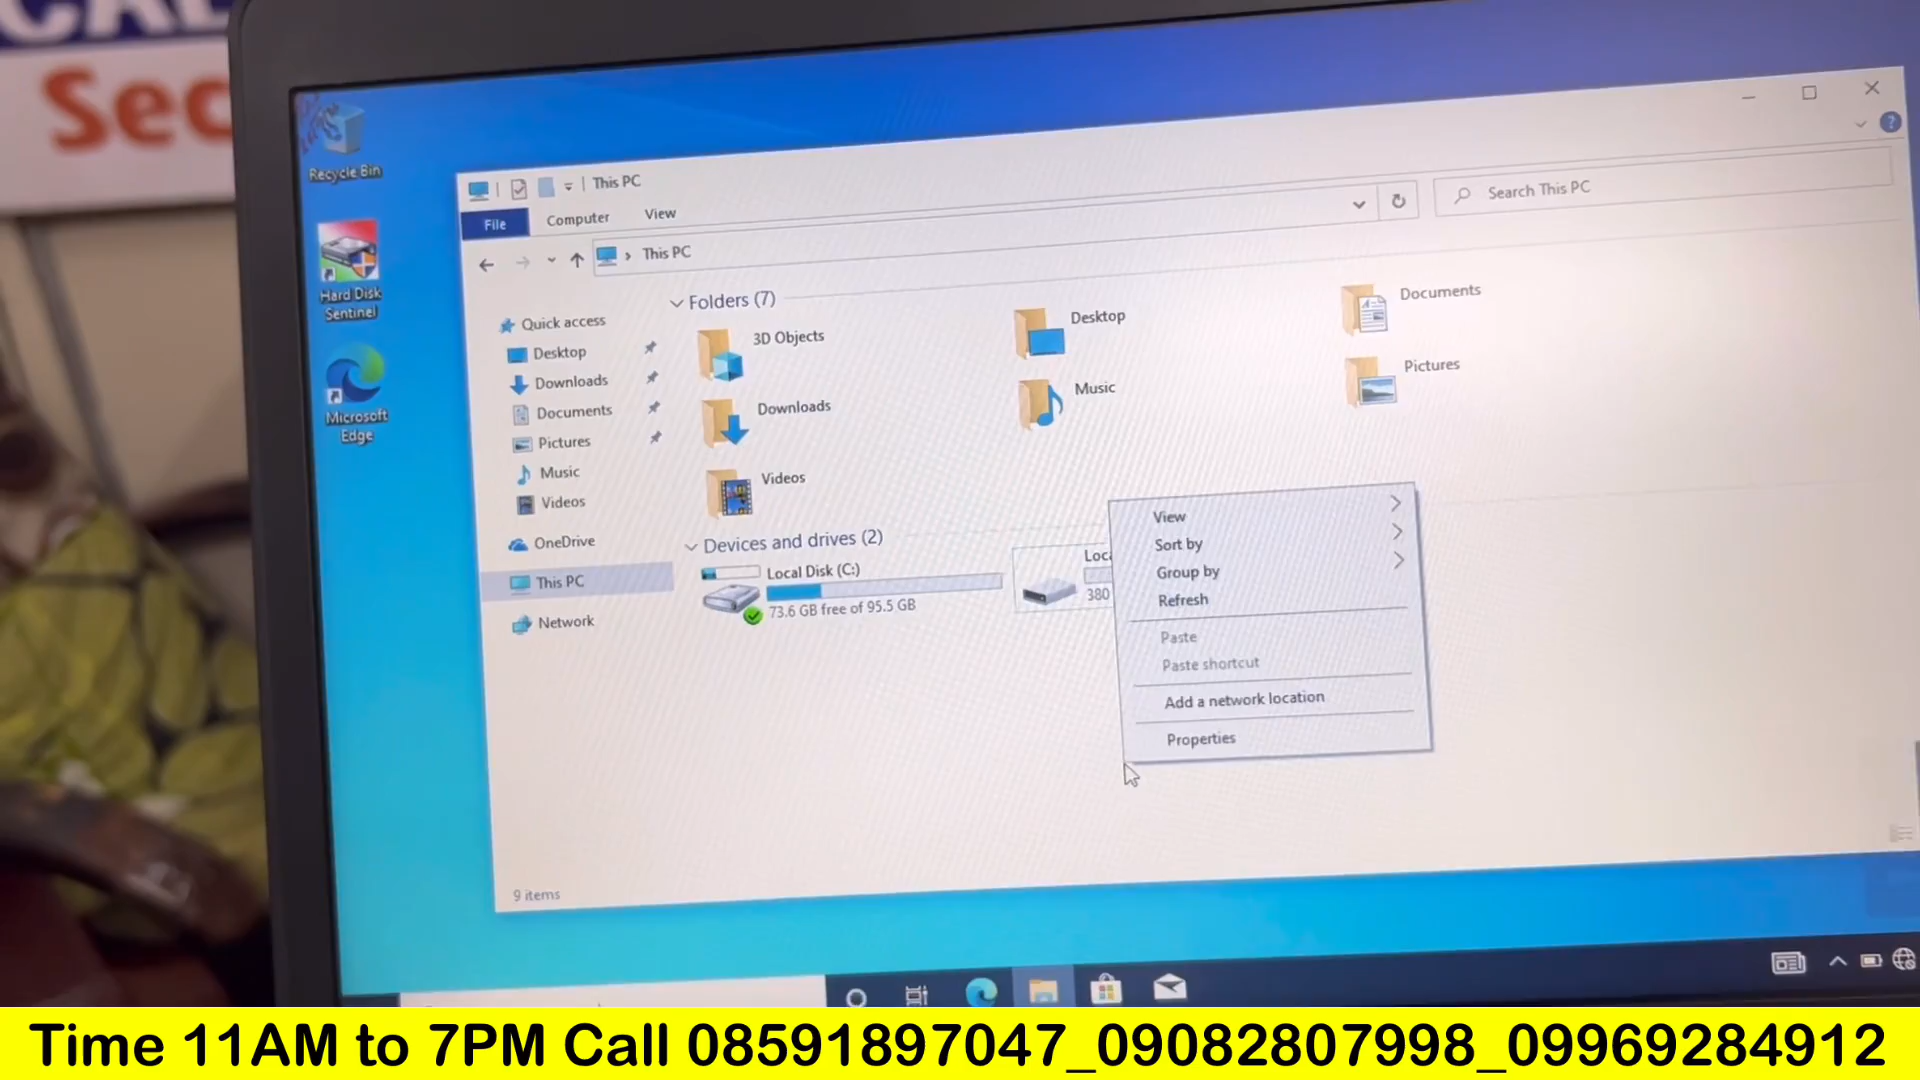 CAL
Sec
Recycle Bin
Hard Disk
Sentinel
Microsoft
Edge
This PC
File
Computer
View
This PC
Search This PC
Quick access
Desktop
Downloads
Documents
Pictures
Music
Videos
OneDrive
This PC
Network
Folders (7)
3D Objects
Desktop
Documents
Downloads
Music
Pictures
Videos
Devices and drives (2)
Local Disk (C:)
73.6 GB free of 95.5 GB
Loca
380
View
Sort by
Group by
Refresh
Paste
Paste shortcut
Add a network location
Properties
9 items
Time 11AM to 7PM Call 08591897047_09082807998_09969284912